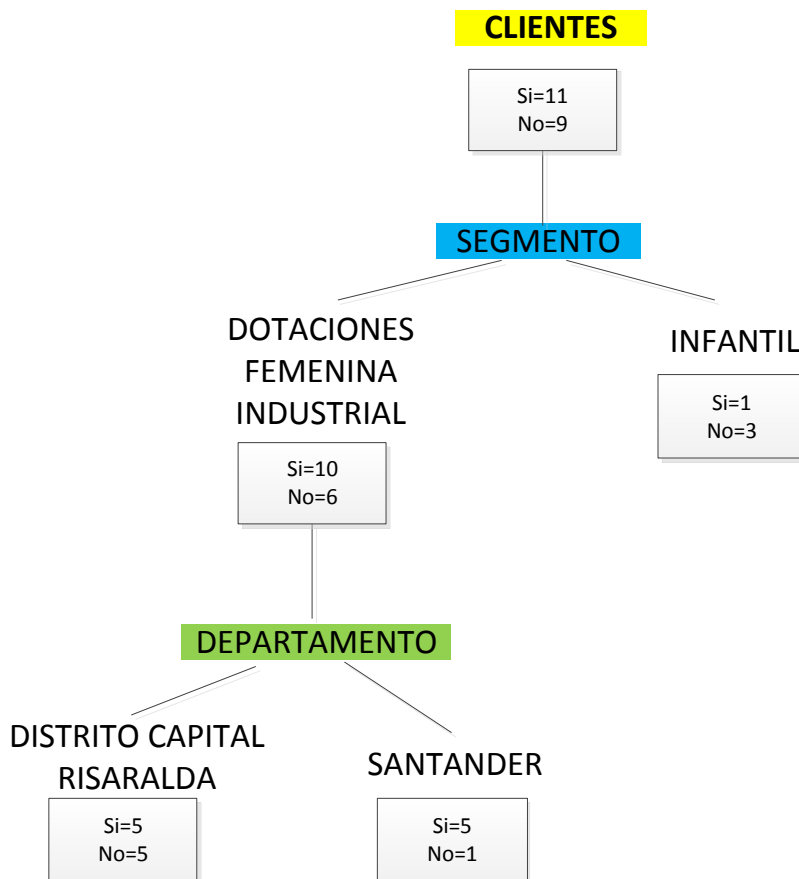 CLIENTES
Si=11
No=9
SEGMENTO
DOTACIONES
FEMENINA
INDUSTRIAL
Si=10
No=6
INFANTIL
Si=1
No=3
DEPARTAMENTO
DISTRITO CAPITAL
RISARALDA
Si=5
No=5
SANTANDER
Si=5
No=1